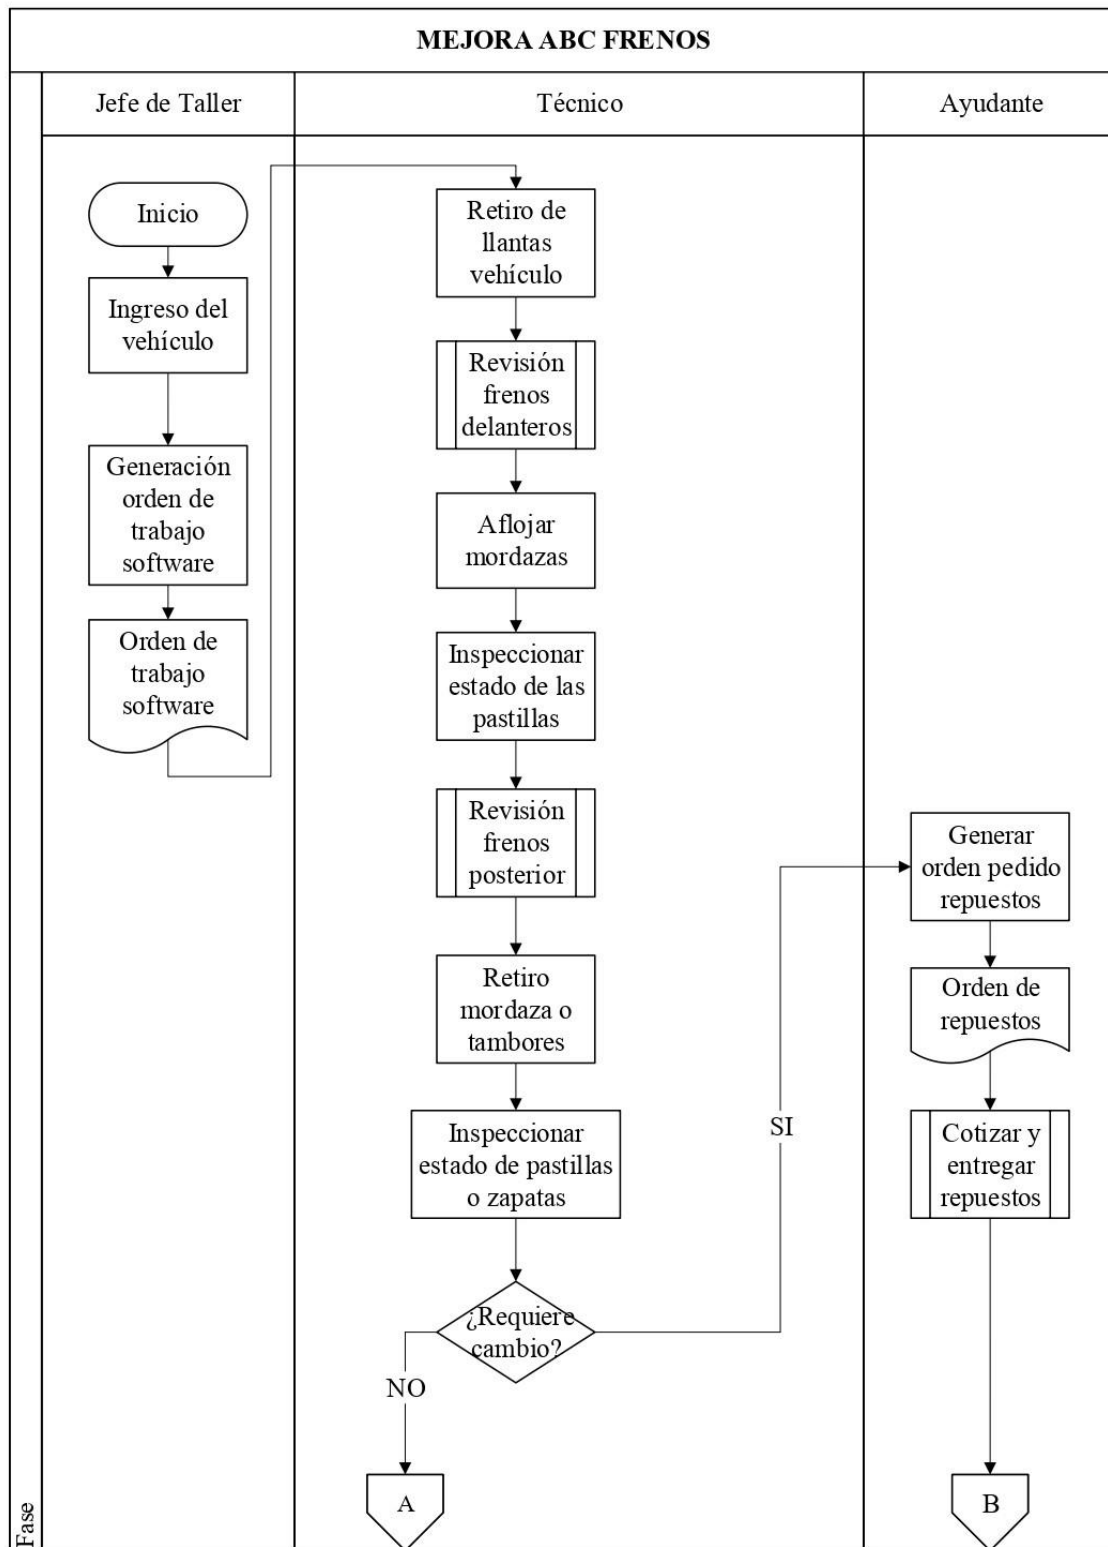 MEJORA ABC FRENOS
Jefe de Taller
Técnico
Ayudante
Inicio
Ingreso del
vehículo
Generación
orden de
trabajo
software
Orden de
trabajo
software
Retiro de
llantas
vehículo
Revisión
frenos
delanteros
Aflojar
mordazas
Inspeccionar
estado de las
pastillas
Revisión
frenos
posterior
Retiro
mordaza o
tambores
Inspeccionar
estado de pastillas
o zapatas
¿Requiere
cambio?
NO
SI
A
Generar
orden pedido
repuestos
Orden de
repuestos
Cotizar y
entregar
repuestos
B
Fase